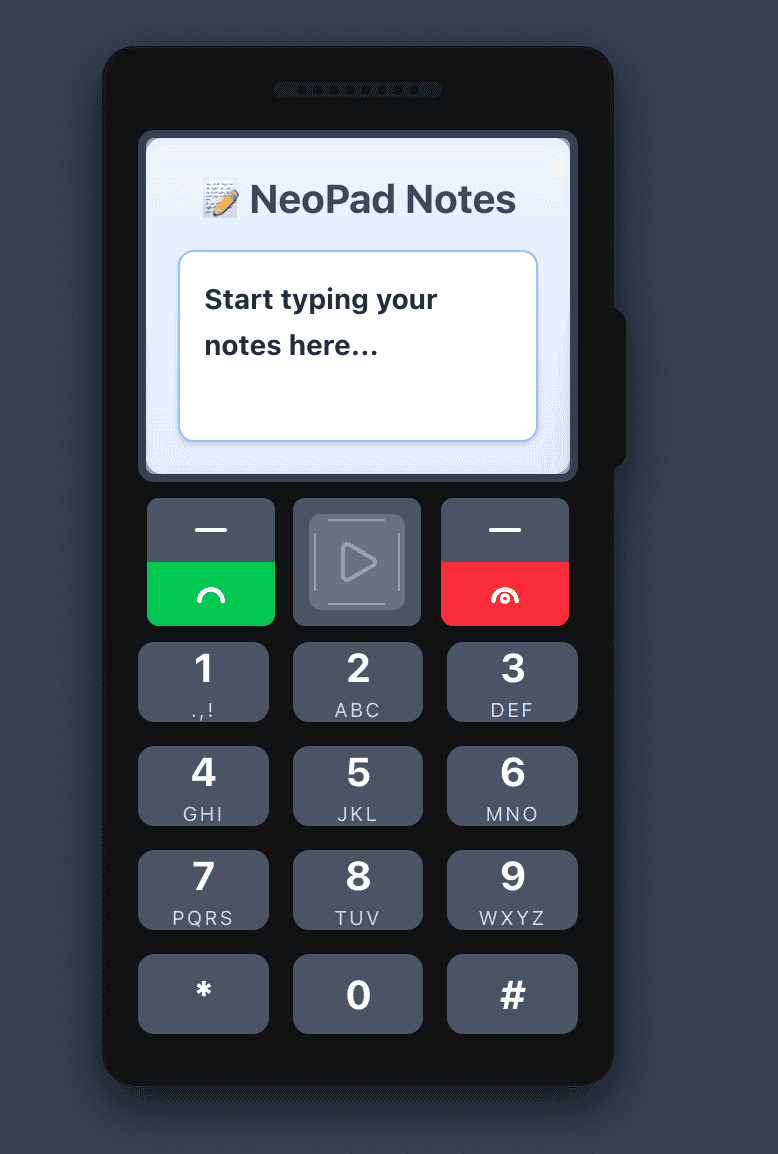 📝 NeoPad Notes
Start typing your
notes here...
1 2 3
.,! ABC DEF
4 5 6
GHI JKL MNO
7 8 9
PQRS TUV WXYZ
* 0 #